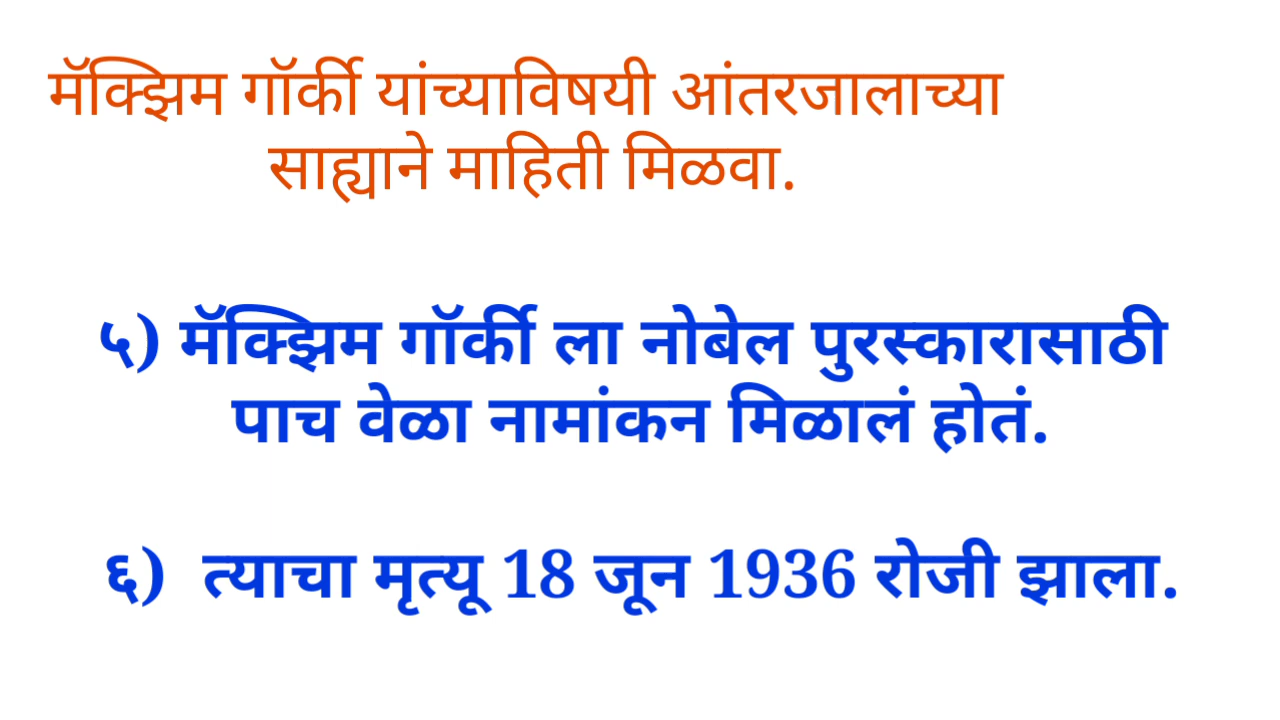 मॅक्झिम गॉर्की यांच्याविषयी आंतरजालाच्या
साह्याने माहिती मिळवा.
५) मॅक्झिम गॉर्की ला नोबेल पुरस्कारासाठी
पाच वेळा नामांकन मिळालं होतं.
६) त्याचा मृत्यू 18 जून 1936 रोजी झाला.